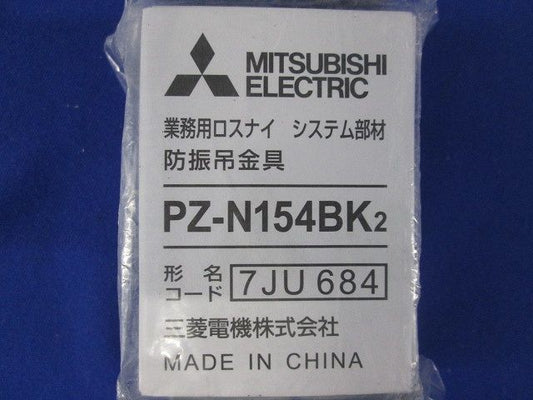 MITSUBISHI
ELECTRIC
業務用ロスナイ システム部材
防振吊金具
PZ-N154BK2
形名
コード 7JU 684
三菱電機株式会社
MADE IN CHINA